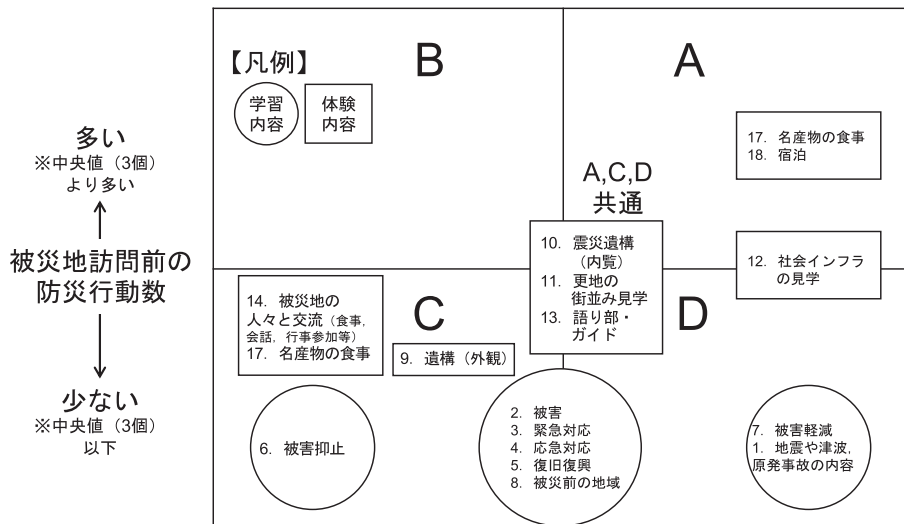 多い
※中央値（3個）
より多い
被災地訪問前の
防災行動数
少ない
※中央値（3個）
以下
【凡例】
学習
内容
体験
内容
B
A
17. 名産物の食事
18. 宿泊
A,C,D
共通
10. 震災遺構
（内覧）
11. 更地の
街並み見学
13. 語り部・
ガイド
12. 社会インフラ
の見学
14. 被災地の
人々と交流（食事,
会話, 行事参加等）
17. 名産物の食事
C
9. 遺構（外観）
D
6. 被害抑止
2. 被害
3. 緊急対応
4. 応急対応
5. 復旧復興
8. 被災前の地域
7. 被害軽減
1. 地震や津波,
原発事故の内容